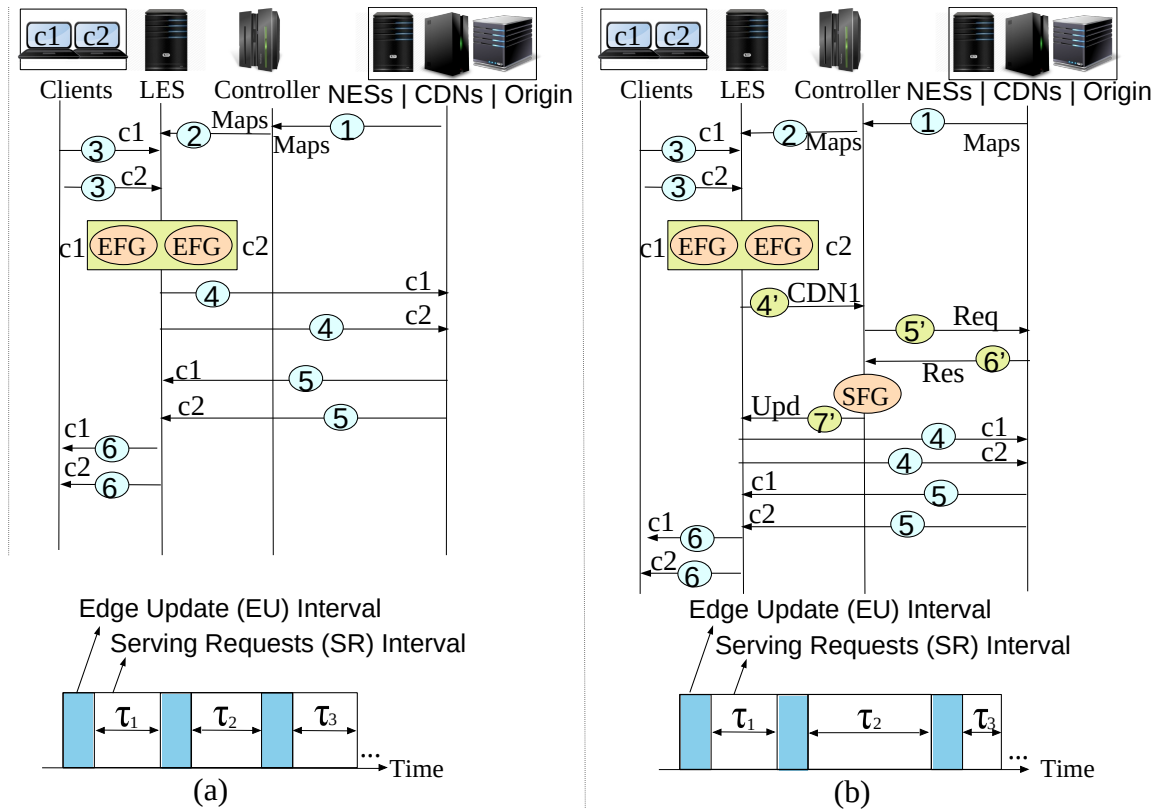 c1 c2
Clients LES Controller NESs | CDNs | Origin
Maps
1
2
Maps
3 c1
3 c2
c1 EFG EFG c2
4 c1
4 c2
c1 5
c2 5
c1 6
c2 6
Edge Update (EU) Interval
Serving Requests (SR) Interval
τ1 τ2 τ3 ...
Time
(a)
c1 c2
Clients LES Controller NESs | CDNs | Origin
1
2
Maps Maps
3 c1
3 c2
c1 EFG EFG c2
4' CDN1
5' Req
6'
Res
SFG
Upd 7'
4 c1
4 c2
c1 5
c2 5
c1 6
c2 6
Edge Update (EU) Interval
Serving Requests (SR) Interval
τ1 τ2 τ3 ...
Time
(b)